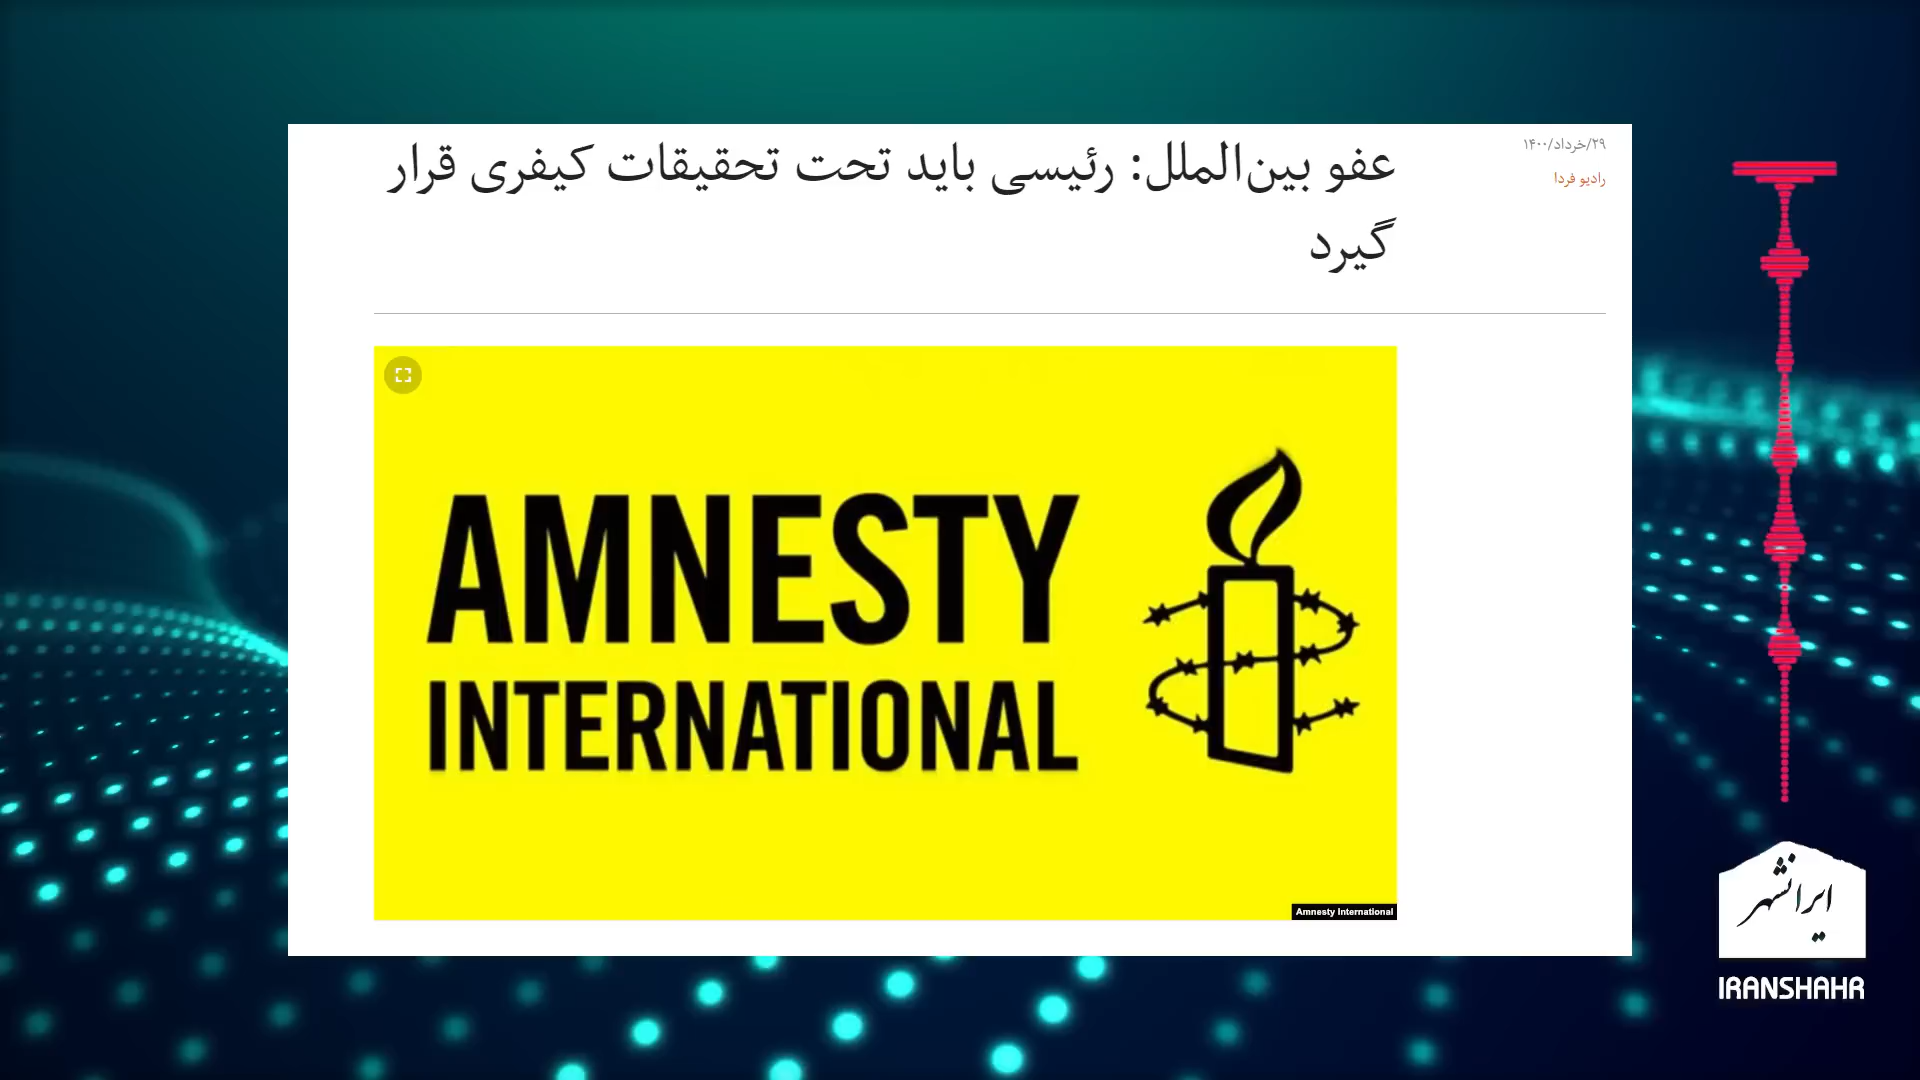 ۲۹/خرداد/۱۴۰۰
رادیو فردا
عفو بین‌الملل: رئیسی باید تحت تحقیقات کیفری قرار
گیرد
AMNESTY
INTERNATIONAL
Amnesty International
ایرانشهر
IRANSHAHR